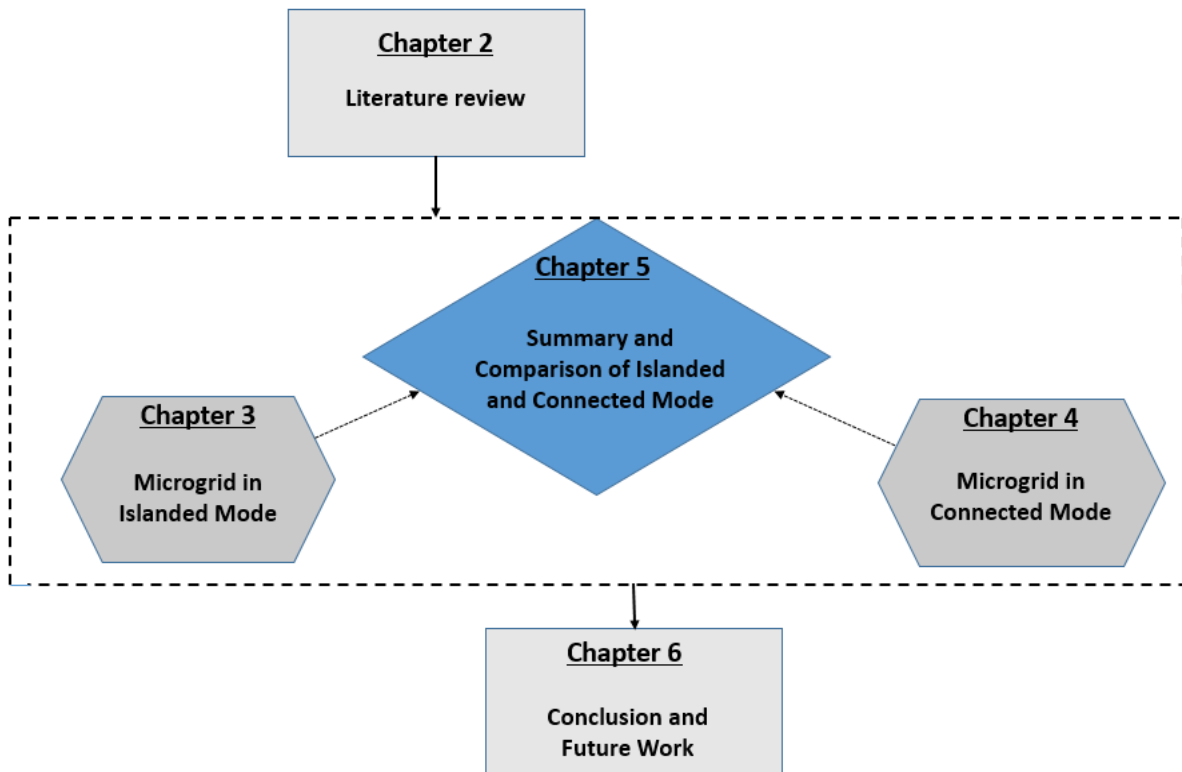 Chapter 2
Literature review
Chapter 5
Summary and
Comparison of Islanded
and Connected Mode
Chapter 3
Microgrid in
Islanded Mode
Chapter 4
Microgrid in
Connected Mode
Chapter 6
Conclusion and
Future Work